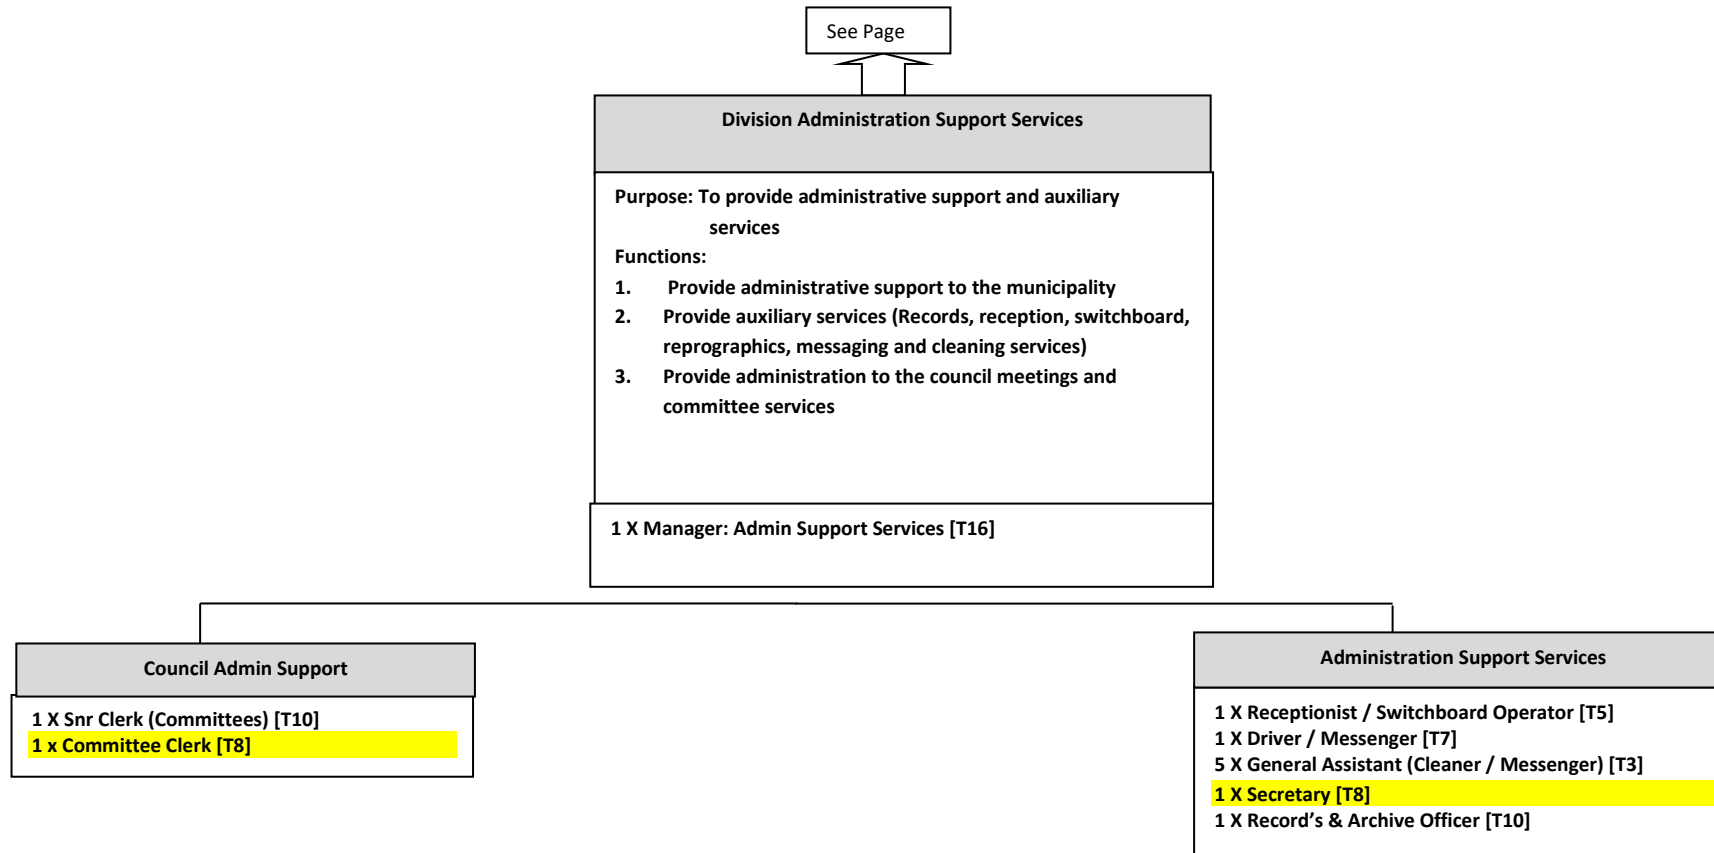 See Page
Division Administration Support Services
Purpose: To provide administrative support and auxiliary
services
Functions:
1. Provide administrative support to the municipality
2. Provide auxiliary services (Records, reception, switchboard,
reprographics, messaging and cleaning services)
3. Provide administration to the council meetings and
committee services
1 X Manager: Admin Support Services [T16]
Council Admin Support
1 X Snr Clerk (Committees) [T10]
1 x Committee Clerk [T8]
Administration Support Services
1 X Receptionist / Switchboard Operator [T5]
1 X Driver / Messenger [T7]
5 X General Assistant (Cleaner / Messenger) [T3]
1 X Secretary [T8]
1 X Record’s & Archive Officer [T10]